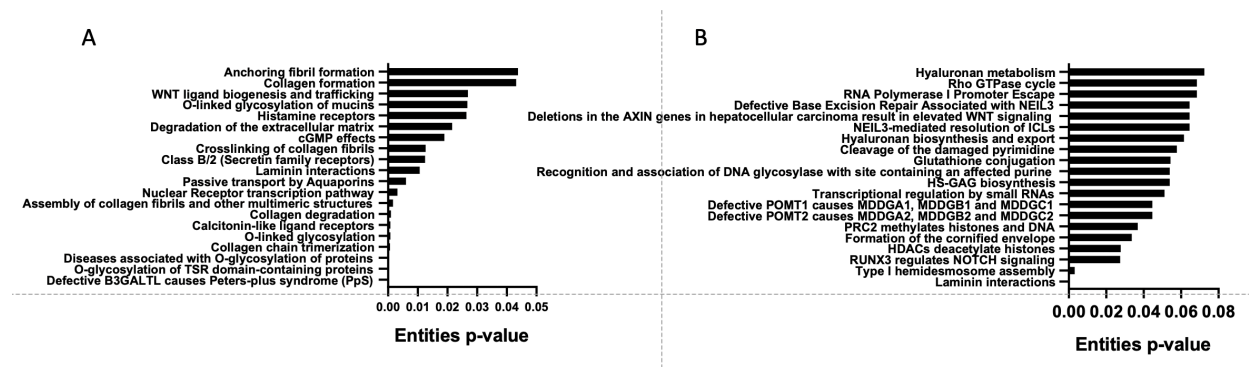 A
Anchoring fibril formation
Collagen formation
WNT ligand biogenesis and trafficking
O-linked glycosylation of mucins
Histamine receptors
Degradation of the extracellular matrix
cGMP effects
Crosslinking of collagen fibrils
Class B/2 (Secretin family receptors)
Laminin interactions
Passive transport by Aquaporins
Nuclear Receptor transcription pathway
Assembly of collagen fibrils and other multimeric structures
Collagen degradation
Calcitonin-like ligand receptors
O-linked glycosylation
Collagen chain trimerization
Diseases associated with O-glycosylation of proteins
O-glycosylation of TSR domain-containing proteins
Defective B3GALTL causes Peters-plus syndrome (PpS)
0.00 0.01 0.02 0.03 0.04 0.05
Entities p-value
B
Hyaluronan metabolism
Rho GTPase cycle
RNA Polymerase I Promoter Escape
Defective Base Excision Repair Associated with NEIL3
Deletions in the AXIN genes in hepatocellular carcinoma result in elevated WNT signaling
NEIL3-mediated resolution of ICLs
Hyaluronan biosynthesis and export
Cleavage of the damaged pyrimidine
Glutathione conjugation
Recognition and association of DNA glycosylase with site containing an affected purine
HS-GAG biosynthesis
Transcriptional regulation by small RNAs
Defective POMT1 causes MDDGA1, MDDGB1 and MDDGC1
Defective POMT2 causes MDDGA2, MDDGB2 and MDDGC2
PRC2 methylates histones and DNA
Formation of the cornified envelope
HDACs deacetylate histones
RUNX3 regulates NOTCH signaling
Type I hemidesmosome assembly
Laminin interactions
0.00 0.02 0.04 0.06 0.08
Entities p-value